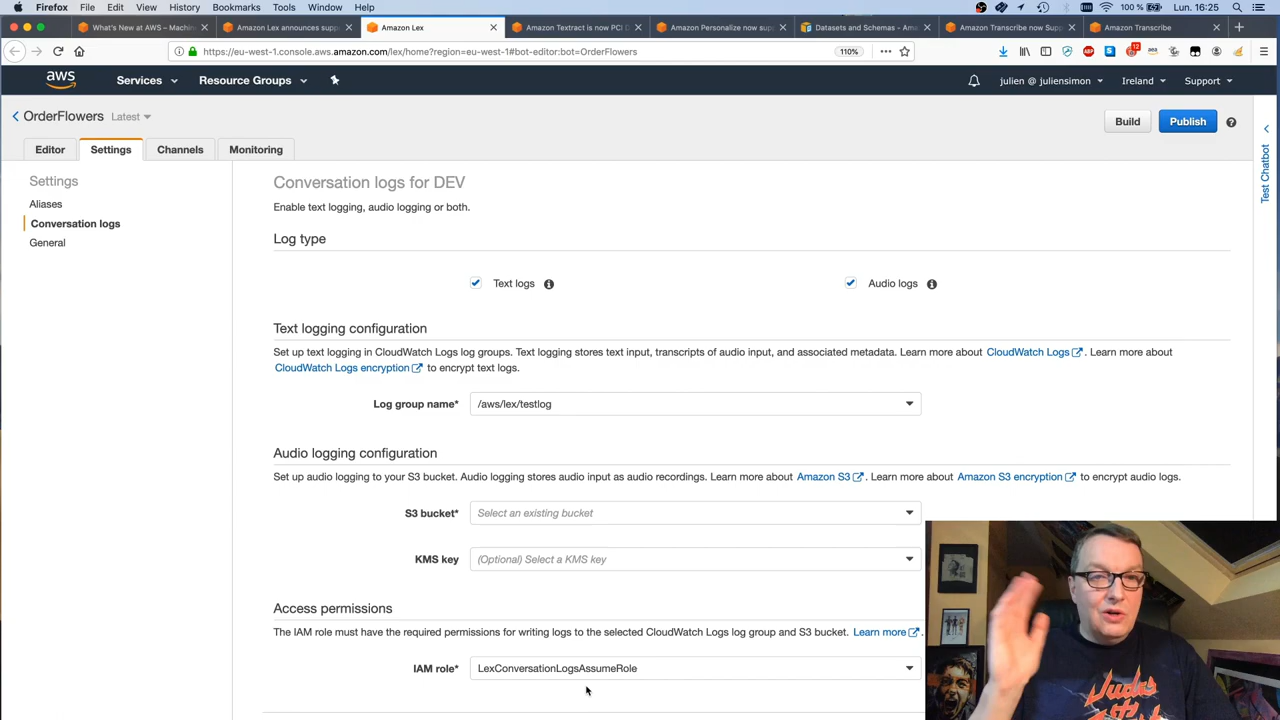 Firefox File Edit View History Bookmarks Tools Window Help 100 % Lun. 16:25
What's New at AWS – Machin
Amazon Lex announces supp
Amazon Lex
Amazon Textract is now PCI D
Amazon Personalize now sup
Datasets and Schemas - Ama
Amazon Transcribe now Supp
Amazon Transcribe
https://eu-west-1.console.aws.amazon.com/lex/home?region=eu-west-1#bot-editor:bot=OrderFlowers 110% 12
aws Services Resource Groups julien @ juliensimon Ireland Support
OrderFlowers Latest Build Publish
Editor Settings Channels Monitoring
Test Chatbot
Settings
Aliases
Conversation logs
General
Conversation logs for DEV
Enable text logging, audio logging or both.
Log type
Text logs Audio logs
Text logging configuration
Set up text logging in CloudWatch Logs log groups. Text logging stores text input, transcripts of audio input, and associated metadata. Learn more about CloudWatch Logs. Learn more about
CloudWatch Logs encryption to encrypt text logs.
Log group name* /aws/lex/testlog
Audio logging configuration
Set up audio logging to your S3 bucket. Audio logging stores audio input as audio recordings. Learn more about Amazon S3. Learn more about Amazon S3 encryption to encrypt audio logs.
S3 bucket* Select an existing bucket
KMS key (Optional) Select a KMS key
Access permissions
The IAM role must have the required permissions for writing logs to the selected CloudWatch Logs log group and S3 bucket. Learn more.
IAM role* LexConversationLogsAssumeRole
Judas